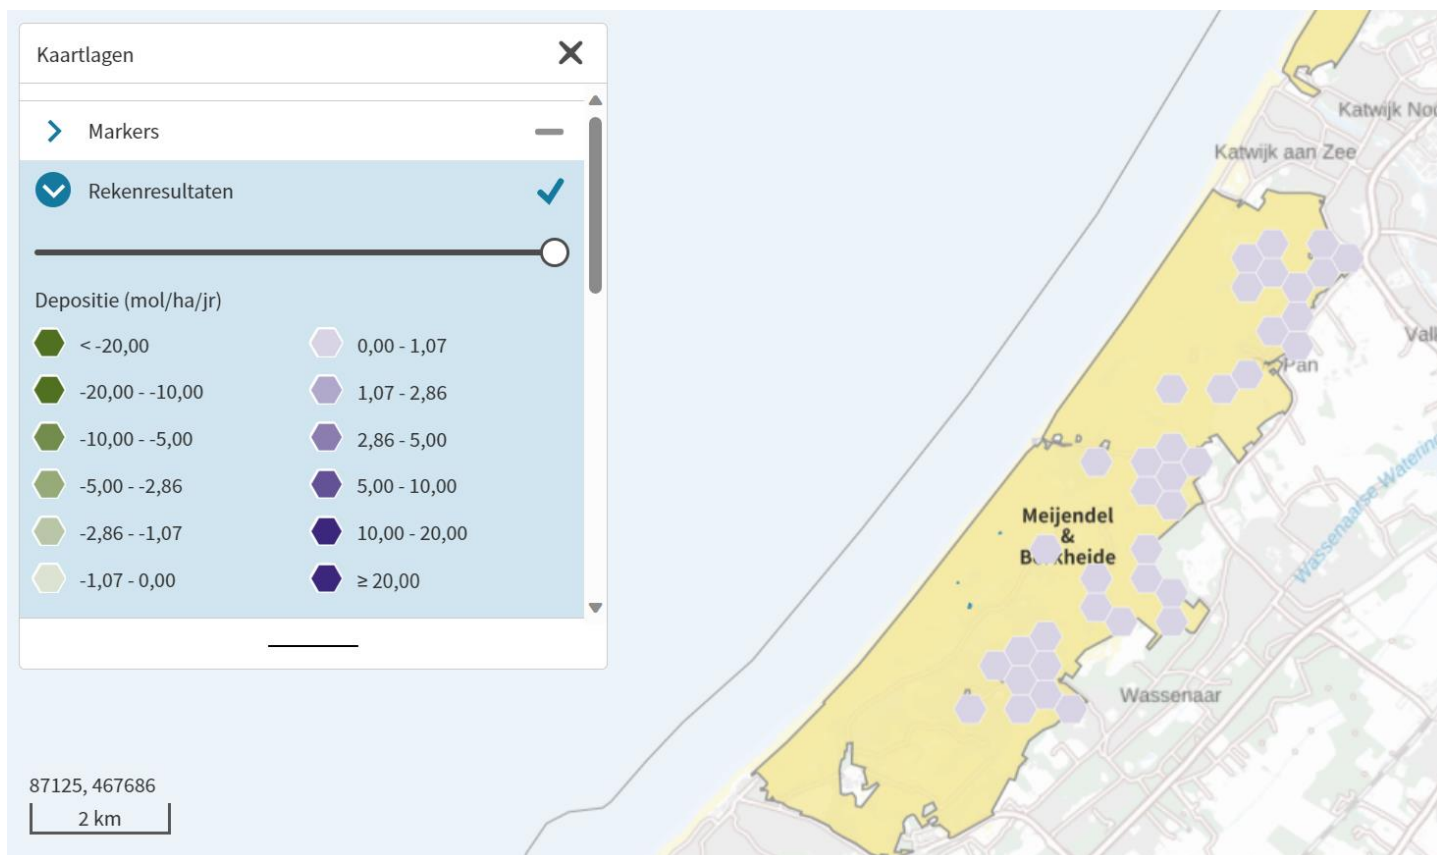 Kaartlagen
Markers
Rekenresultaten
Depositie (mol/ha/jr)
< -20,00
0,00 - 1,07
-20,00 - -10,00
1,07 - 2,86
-10,00 - -5,00
2,86 - 5,00
-5,00 - -2,86
5,00 - 10,00
-2,86 - -1,07
10,00 - 20,00
-1,07 - 0,00
≥ 20,00
87125, 467686
2 km
Katwijk aan Zee
Pan
Meijendel
&
Wassenaarse
Wassenaar